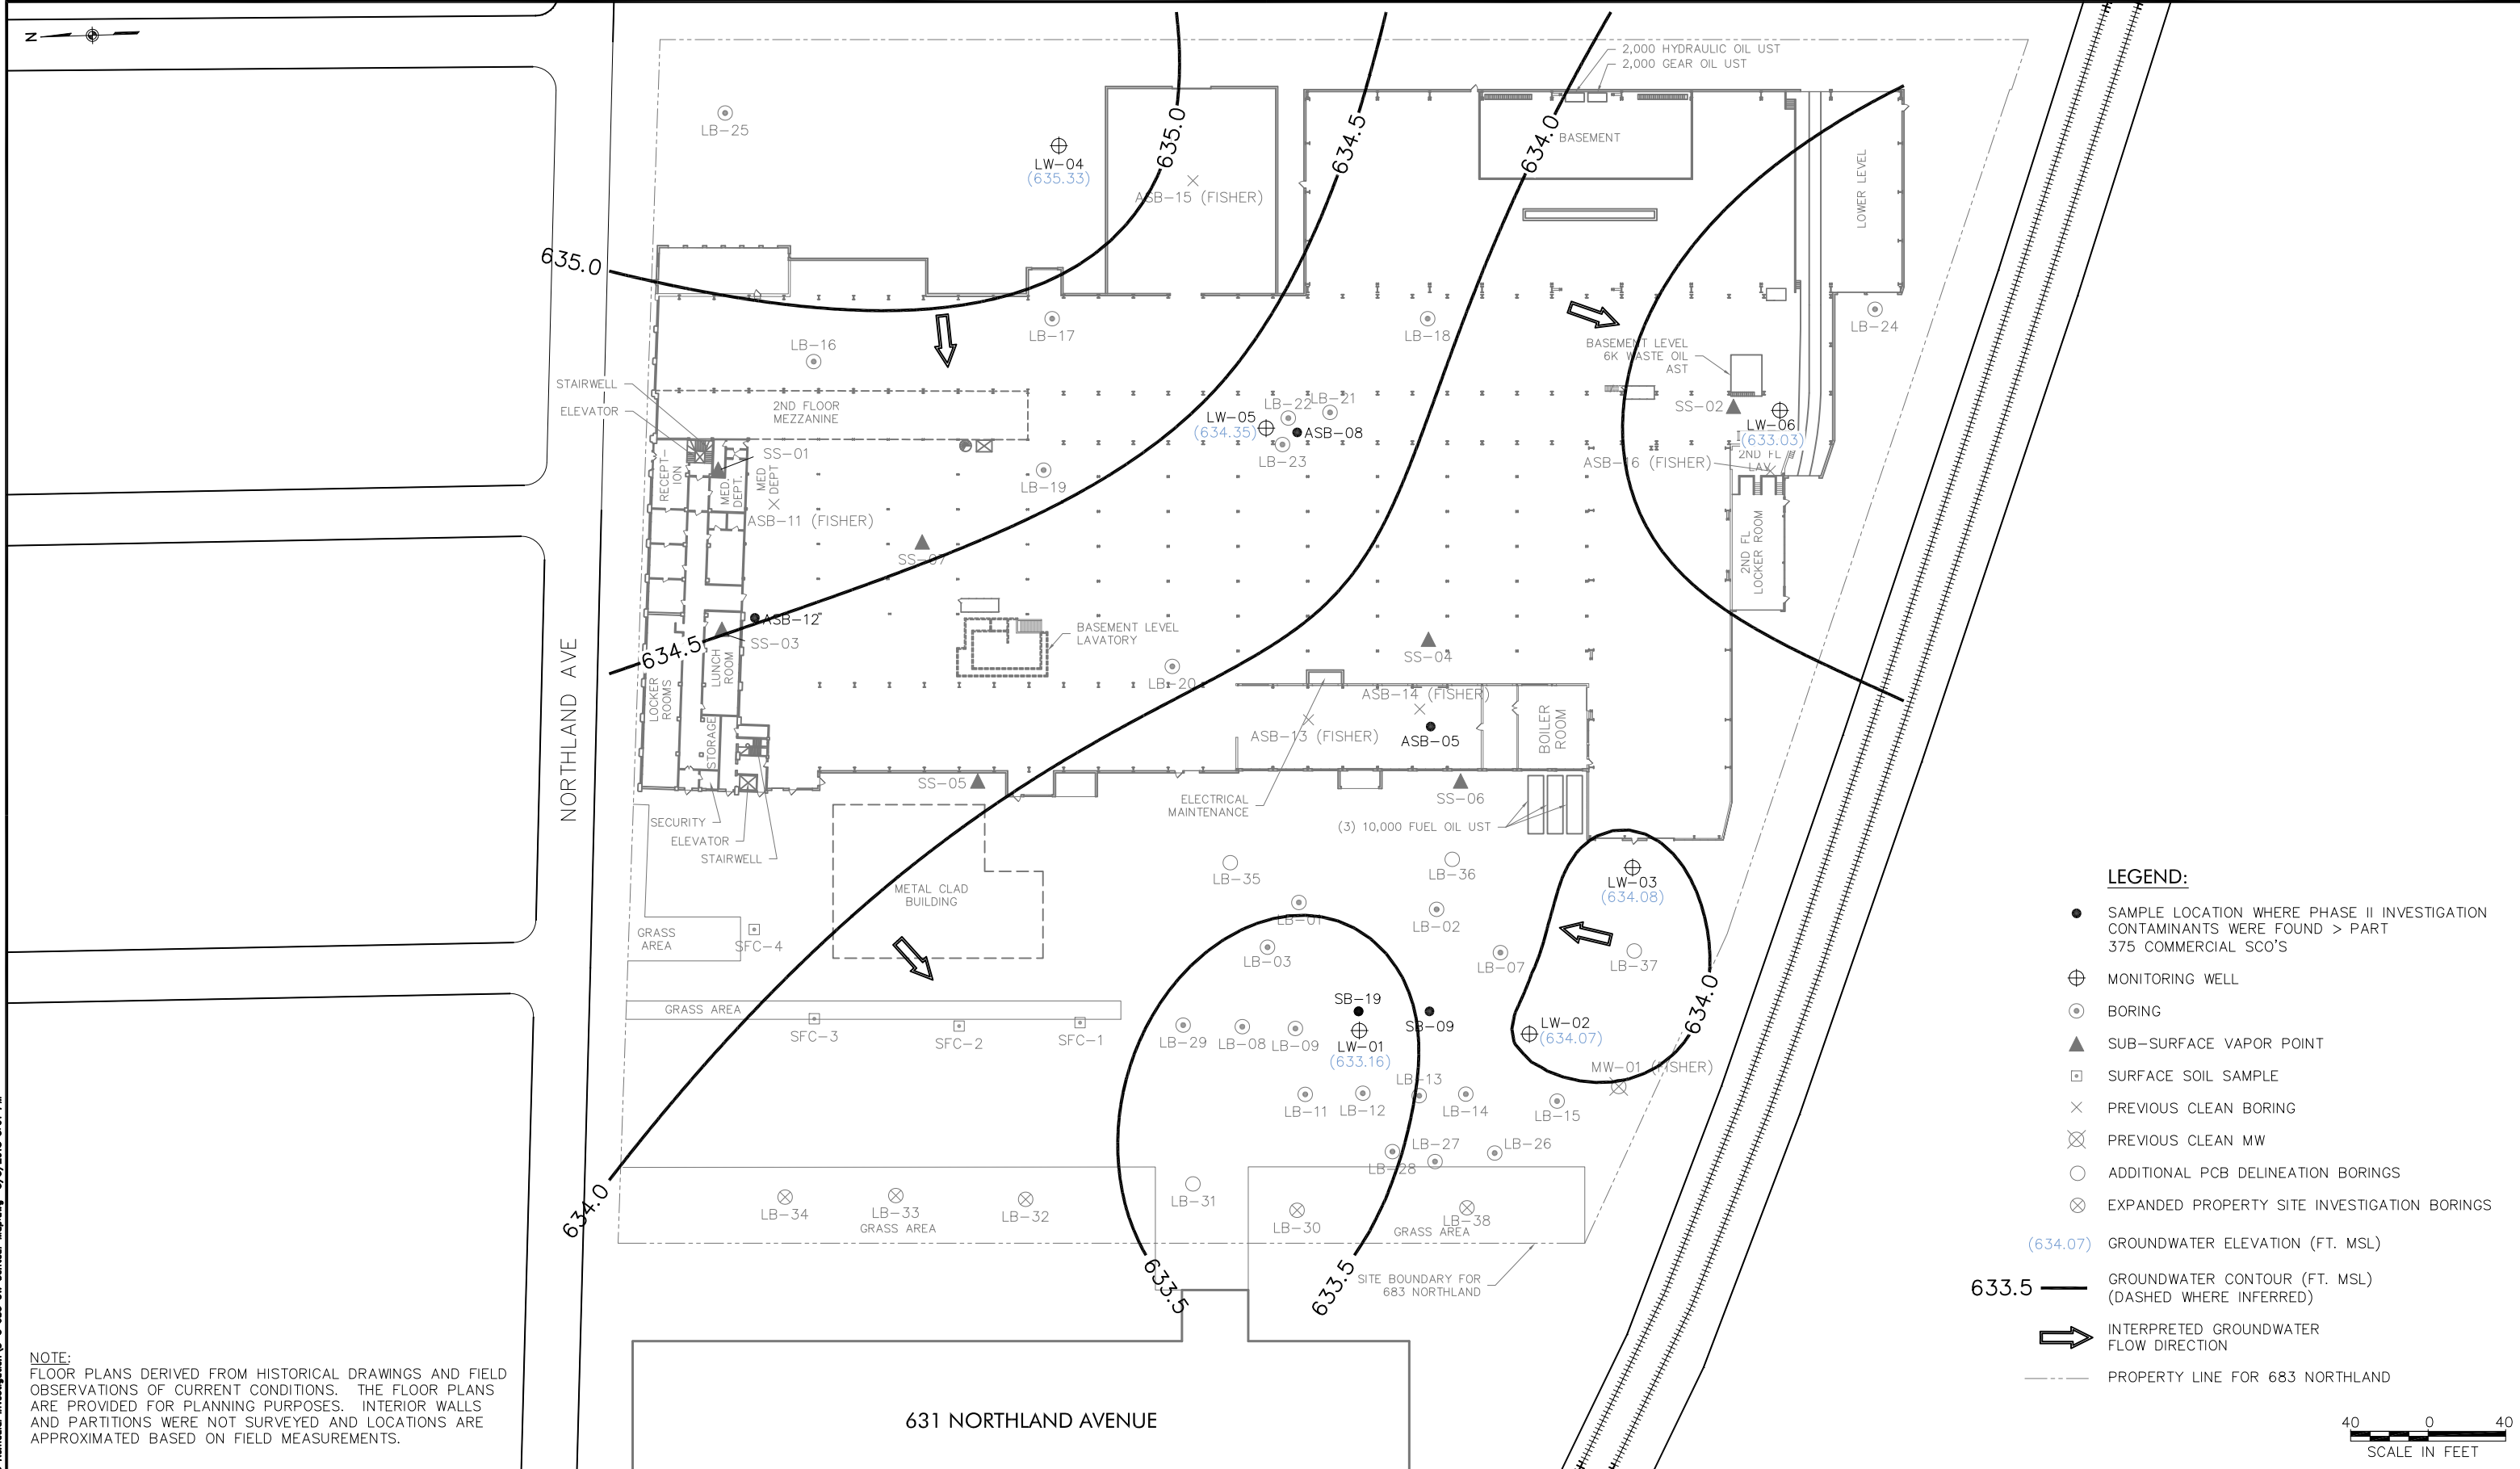 N
2,000 HYDRAULIC OIL UST
2,000 GEAR OIL UST
LB-25
LW-04
(635.33)
635.0
634.5
634.0
BASEMENT
ASB-15 (FISHER)
LOWER LEVEL
635.0
LB-17
LB-18
LB-24
LB-16
BASEMENT LEVEL
6K WASTE OIL
AST
STAIRWELL
ELEVATOR
2ND FLOOR
MEZZANINE
LB-22
LB-21
LW-05
(634.35)
ASB-08
LB-23
SS-02
LW-06
(633.03)
2ND FL
LAV.
ASB-16 (FISHER)
SS-01
RECEPT-
ION
MED.
DEPT.
MED
DEPT
LB-19
ASB-11 (FISHER)
SS-07
2ND FL
LOCKER ROOM
ASB-12
SS-03
634.5
LUNCH
ROOM
LOCKER
ROOMS
STORAGE
BASEMENT LEVEL
LAVATORY
LB-20
SS-04
ASB-14 (FISHER)
ASB-13 (FISHER)
ASB-05
BOILER
ROOM
NORTHLAND AVE
SS-05
SS-06
ELECTRICAL
MAINTENANCE
(3) 10,000 FUEL OIL UST
SECURITY
ELEVATOR
STAIRWELL
METAL CLAD
BUILDING
LB-35
LB-36
LW-03
(634.08)
LB-01
LB-02
GRASS
AREA
SFC-4
LB-03
LB-07
LB-37
GRASS AREA
SFC-3
SFC-2
SFC-1
LB-29
LB-08
LB-09
SB-19
LW-01
(633.16)
SB-09
LW-02
(634.07)
634.0
MW-01 (FISHER)
LB-13
LB-11
LB-12
LB-14
LB-15
LB-27
LB-26
LB-28
634.0
LB-34
LB-33
GRASS AREA
LB-32
LB-31
LB-30
LB-38
GRASS AREA
633.5
633.5
SITE BOUNDARY FOR
683 NORTHLAND
631 NORTHLAND AVENUE
NOTE:
FLOOR PLANS DERIVED FROM HISTORICAL DRAWINGS AND FIELD
OBSERVATIONS OF CURRENT CONDITIONS. THE FLOOR PLANS
ARE PROVIDED FOR PLANNING PURPOSES. INTERIOR WALLS
AND PARTITIONS WERE NOT SURVEYED AND LOCATIONS ARE
APPROXIMATED BASED ON FIELD MEASUREMENTS.
LEGEND:
SAMPLE LOCATION WHERE PHASE II INVESTIGATION
CONTAMINANTS WERE FOUND > PART
375 COMMERCIAL SCO'S
MONITORING WELL
BORING
SUB-SURFACE VAPOR POINT
SURFACE SOIL SAMPLE
PREVIOUS CLEAN BORING
PREVIOUS CLEAN MW
ADDITIONAL PCB DELINEATION BORINGS
EXPANDED PROPERTY SITE INVESTIGATION BORINGS
(634.07) GROUNDWATER ELEVATION (FT. MSL)
633.5 GROUNDWATER CONTOUR (FT. MSL)
(DASHED WHERE INFERRED)
INTERPRETED GROUNDWATER
FLOW DIRECTION
PROPERTY LINE FOR 683 NORTHLAND
40 0 40
SCALE IN FEET